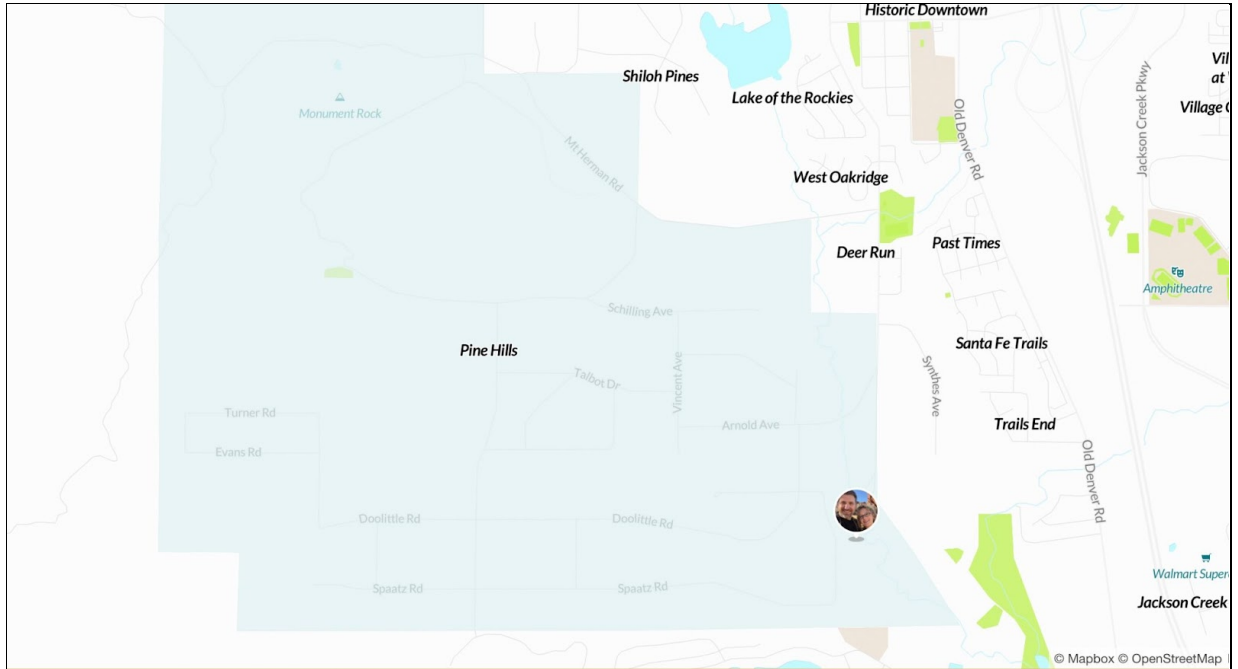 Historic Downtown
Shiloh Pines
Vil
at
Lake of the Rockies
Village
Monument Rock
Old Denver Rd
Jackson Creek Pkwy
Mt Herman Rd
West Oakridge
Deer Run
Past Times
Amphitheatre
Schilling Ave
Pine Hills
Santa Fe Trails
Talbot Dr
Vincent Ave
Synthes Ave
Turner Rd
Arnold Ave
Trails End
Evans Rd
Old Denver Rd
Doolittle Rd
Doolittle Rd
Spaatz Rd
Spaatz Rd
Walmart Super
Jackson Creek
© Mapbox © OpenStreetMap